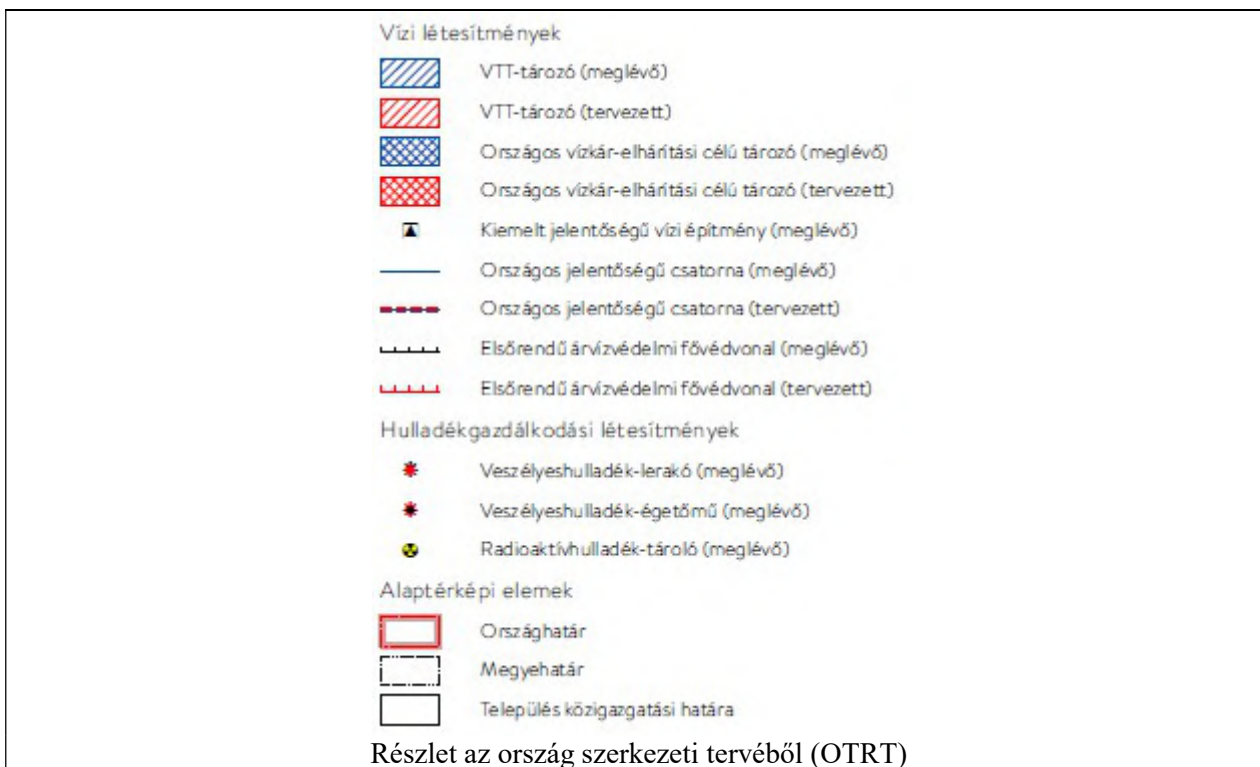 Vízi létesítmények
VTT-tározó (meglévő)
VTT-tározó (tervezett)
Országos vízkár-elhárítási célú tározó (meglévő)
Országos vízkár-elhárítási célú tározó (tervezett)
Kiemelt jelentőségű vízi építmény (meglévő)
Országos jelentőségű csatorna (meglévő)
Országos jelentőségű csatorna (tervezett)
Elsőrendű árvízvédelmi fővédvonal (meglévő)
Elsőrendű árvízvédelmi fővédvonal (tervezett)
Hulladékgazdálkodási létesítmények
Veszélyeshulladék-lerakó (meglévő)
Veszélyeshulladék-égetőmű (meglévő)
Radioaktívhulladék-tároló (meglévő)
Alaptérképi elemek
Országhatár
Megyehatár
Település közigazgatási határa
Részlet az ország szerkezeti tervéből (OTRT)